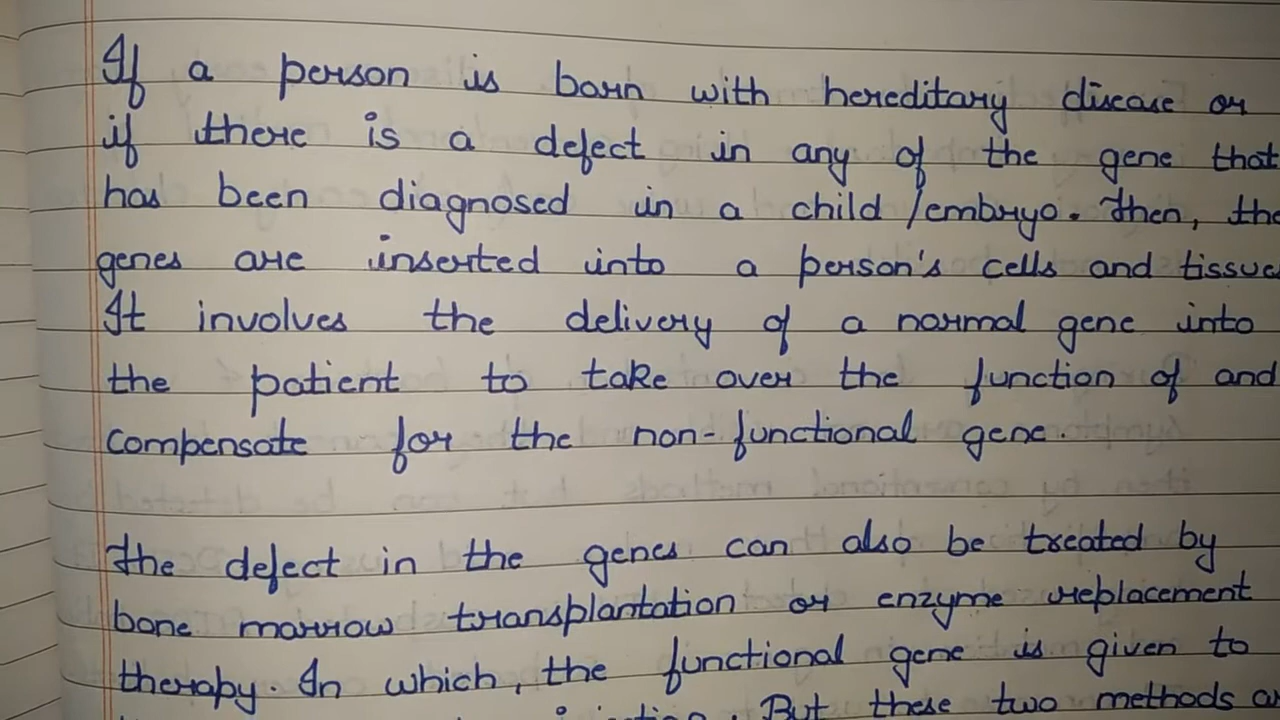 If a person is born with hereditary disease or
if there is a defect in any of the gene that
has been diagnosed in a child /embryo. Then, the
genes are inserted into a person's cells and tissue
It involves the delivery of a normal gene into
the patient to take over the function of and
compensate for the non-functional gene.
The defect in the genes can also be treated by
bone marrow transplantation or enzyme replacement
therapy. In which, the functional gene is given to
But these two methods